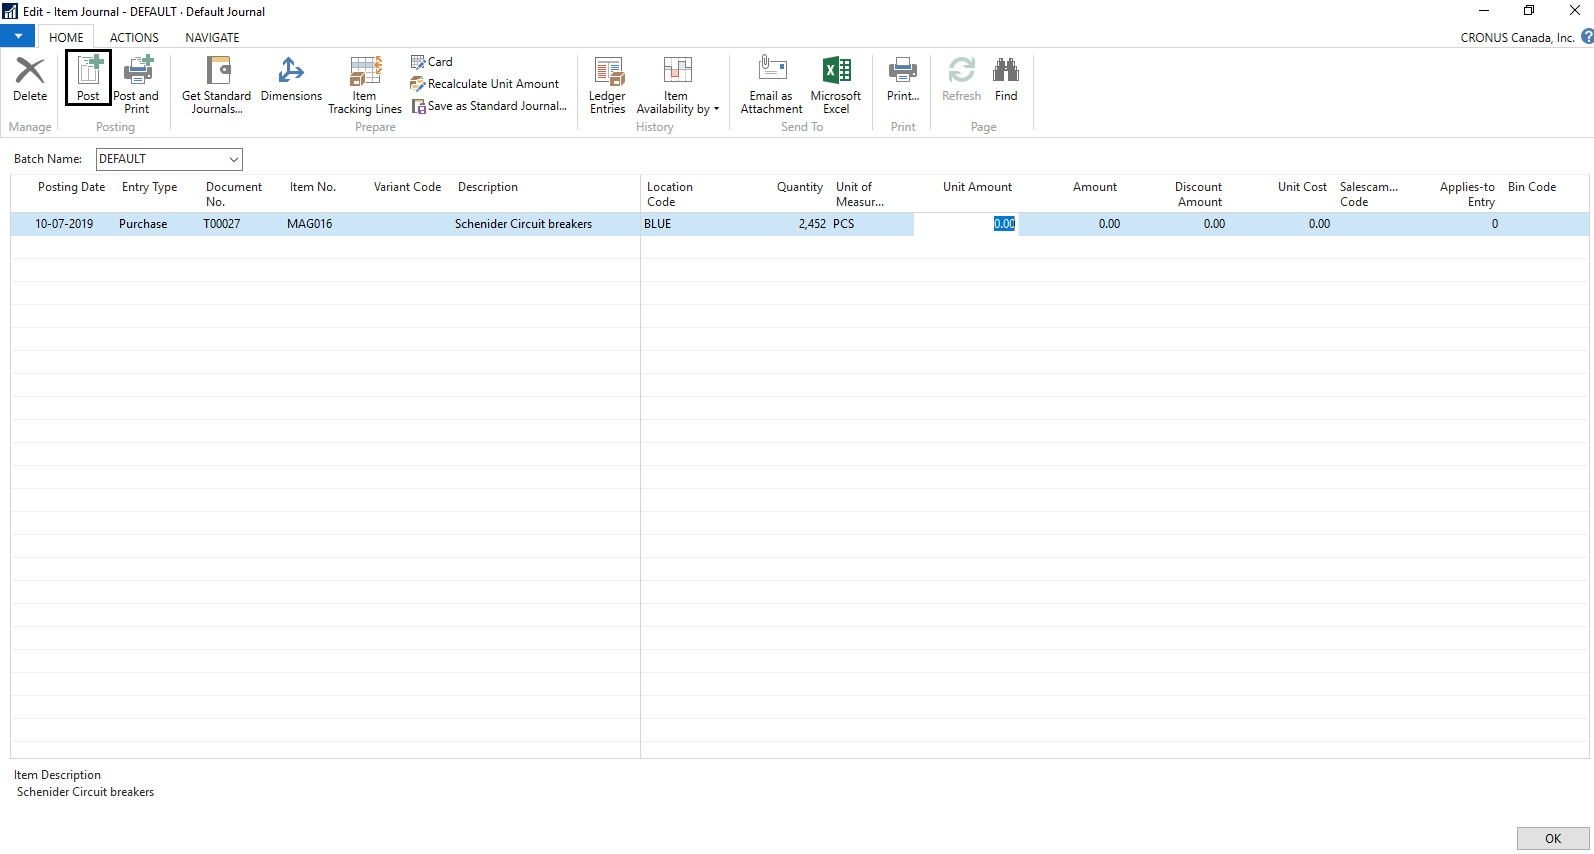 Edit - Item Journal - DEFAULT · Default Journal
HOME ACTIONS NAVIGATE
CRONUS Canada, Inc. ?
Delete
Post
Post and
Print
Get Standard
Journals...
Dimensions
Item
Tracking Lines
Card
Recalculate Unit Amount
Save as Standard Journal...
Ledger
Entries
Item
Availability by
Email as
Attachment
Microsoft
Excel
Print...
Refresh
Find
Manage Posting Prepare History Send To Print Page
Batch Name: DEFAULT
Posting Date Entry Type Document
No. Item No. Variant Code Description Location
Code Quantity Unit of
Measur... Unit Amount Amount Discount
Amount Unit Cost Salescam...
Code Applies-to
Entry Bin Code
10-07-2019 Purchase T00027 MAG016 Schenider Circuit breakers BLUE 2,452 PCS 0.00 0.00 0.00 0.00 0
Item Description
Schenider Circuit breakers
OK